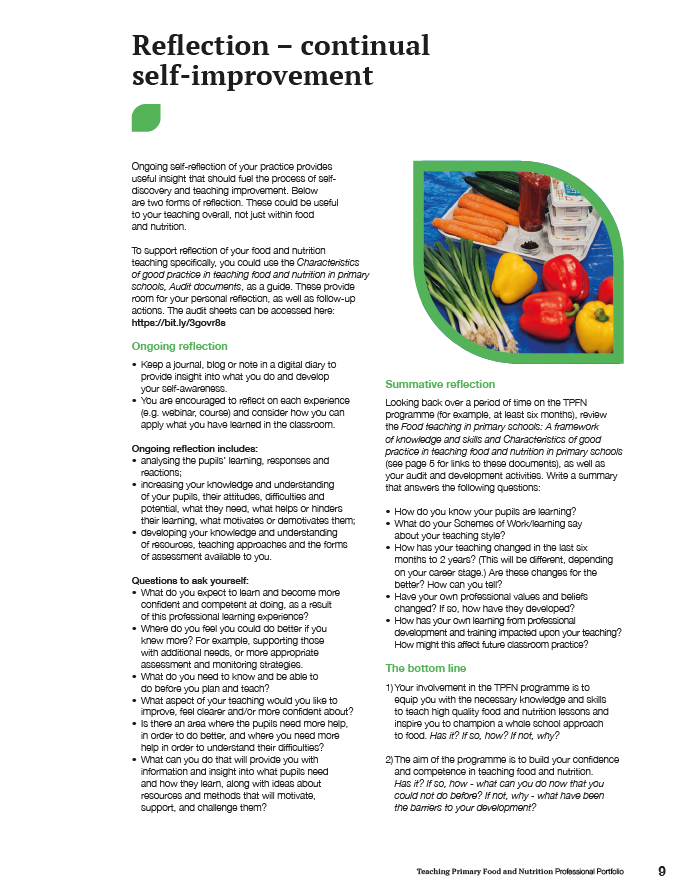 Reflection – continual
self-improvement
Ongoing self-reflection of your practice provides
useful insight that should fuel the process of self-
discovery and teaching improvement. Below
are two forms of reflection. These could be useful
to your teaching overall, not just within food
and nutrition.
To support reflection of your food and nutrition
teaching specifically, you could use the Characteristics
of good practice in teaching food and nutrition in primary
schools, Audit documents, as a guide. These provide
room for your personal reflection, as well as follow-up
actions. The audit sheets can be accessed here:
https://bit.ly/3govr8s
Ongoing reflection
• Keep a journal, blog or note in a digital diary to
provide insight into what you do and develop
your self-awareness.
• You are encouraged to reflect on each experience
(e.g. webinar, course) and consider how you can
apply what you have learned in the classroom.
Ongoing reflection includes:
• analysing the pupils' learning, responses and
reactions;
• increasing your knowledge and understanding
of your pupils, their attitudes, difficulties and
potential, what they need, what helps or hinders
their learning, what motivates or demotivates them;
• developing your knowledge and understanding
of resources, teaching approaches and the forms
of assessment available to you.
Questions to ask yourself:
• What do you expect to learn and become more
confident and competent at doing, as a result
of this professional learning experience?
• Where do you feel you could do better if you
knew more? For example, supporting those
with additional needs, or more appropriate
assessment and monitoring strategies.
• What do you need to know and be able to
do before you plan and teach?
• What aspect of your teaching would you like to
improve, feel clearer and/or more confident about?
• Is there an area where the pupils need more help,
in order to do better, and where you need more
help in order to understand their difficulties?
• What can you do that will provide you with
information and insight into what pupils need
and how they learn, along with ideas about
resources and methods that will motivate,
support, and challenge them?
Summative reflection
Looking back over a period of time on the TPFN
programme (for example, at least six months), review
the Food teaching in primary schools: A framework
of knowledge and skills and Characteristics of good
practice in teaching food and nutrition in primary schools
(see page 5 for links to these documents), as well as
your audit and development activities. Write a summary
that answers the following questions:
• How do you know your pupils are learning?
• What do your Schemes of Work/learning say
about your teaching style?
• How has your teaching changed in the last six
months to 2 years? (This will be different, depending
on your career stage.) Are these changes for the
better? How can you tell?
• Have your own professional values and beliefs
changed? If so, how have they developed?
• How has your own learning from professional
development and training impacted upon your teaching?
How might this affect future classroom practice?
The bottom line
1) Your involvement in the TPFN programme is to
equip you with the necessary knowledge and skills
to teach high quality food and nutrition lessons and
inspire you to champion a whole school approach
to food. Has it? If so, how? If not, why?
2) The aim of the programme is to build your confidence
and competence in teaching food and nutrition.
Has it? If so, how - what can you do now that you
could not do before? If not, why - what have been
the barriers to your development?
Teaching Primary Food and Nutrition Professional Portfolio 9